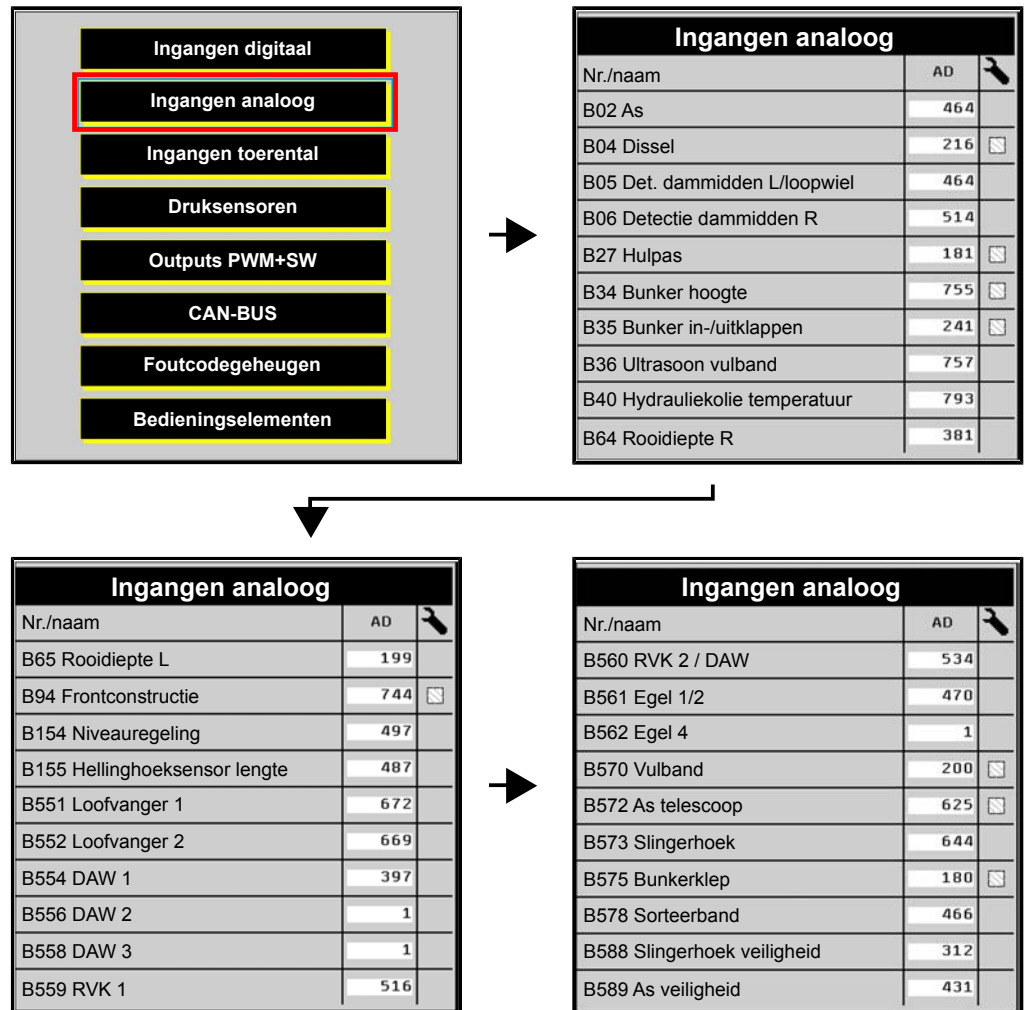 Ingangen digitaal
Ingangen analoog
Ingangen toerental
Druksensoren
Outputs PWM+SW
CAN-BUS
Foutcodegeheugen
Bedieningselementen
Ingangen analoog
Nr./naam AD
B02 As 464
B04 Dissel 216
B05 Det. dammidden L/loopwiel 464
B06 Detectie dammidden R 514
B27 Hulpas 181
B34 Bunker hoogte 755
B35 Bunker in-/uitklappen 241
B36 Ultrasoon vulband 757
B40 Hydrauliekolie temperatuur 793
B64 Rooidiepte R 381
Ingangen analoog
Nr./naam AD
B65 Rooidiepte L 199
B94 Frontconstructie 744
B154 Niveauregeling 497
B155 Hellinghoeksensor lengte 487
B551 Loofvanger 1 672
B552 Loofvanger 2 669
B554 DAW 1 397
B556 DAW 2 1
B558 DAW 3 1
B559 RVK 1 516
Ingangen analoog
Nr./naam AD
B560 RVK 2 / DAW 534
B561 Egel 1/2 470
B562 Egel 4 1
B570 Vulband 200
B572 As telescoop 625
B573 Slingerhoek 644
B575 Bunkerklep 180
B578 Sorteerband 466
B588 Slingerhoek veiligheid 312
B589 As veiligheid 431